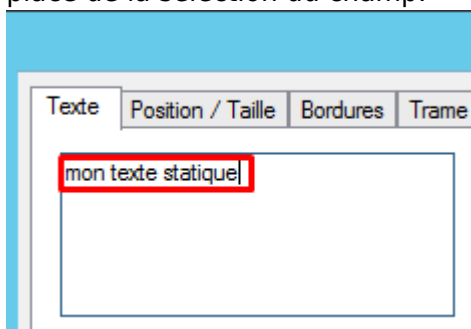 place de la sélection du champ.
Texte Position / Taille Bordures Trame
mon texte statique